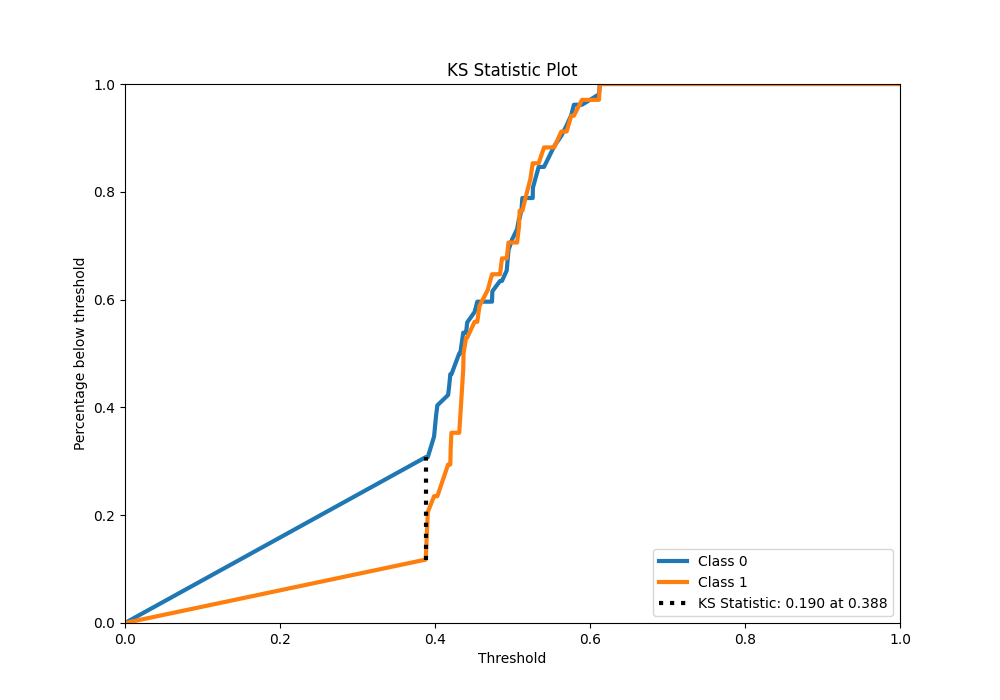 KS Statistic Plot
1.0
0.8
0.6
0.4
0.2
0.0
Percentage below threshold
0.0 0.2 0.4 0.6 0.8 1.0
Threshold
Class 0
Class 1
KS Statistic: 0.190 at 0.388